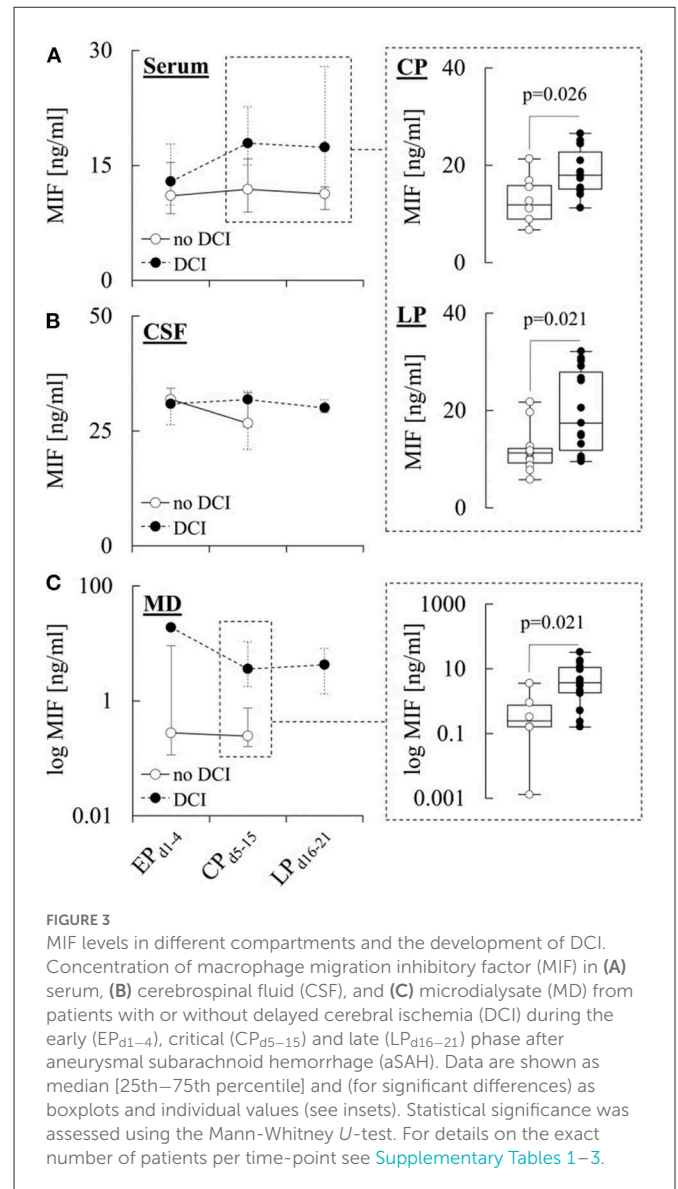 A
Serum
30
15
0
MIF [ng/ml]
no DCI
DCI
CP
p=0.026
40
20
0
MIF [ng/ml]
B
CSF
50
25
0
MIF [ng/ml]
no DCI
DCI
LP
p=0.021
40
20
0
MIF [ng/ml]
C
MD
100
1
0.01
log MIF [ng/ml]
no DCI
DCI
EP d1-4
CP d5-15
LP d16-21
p=0.021
1000
10
0.1
0.001
log MIF [ng/ml]
FIGURE 3
MIF levels in different compartments and the development of DCI.
Concentration of macrophage migration inhibitory factor (MIF) in (A)
serum, (B) cerebrospinal fluid (CSF), and (C) microdialysate (MD) from
patients with or without delayed cerebral ischemia (DCI) during the
early (EPd1–4), critical (CPd5–15) and late (LPd16–21) phase after
aneurysmal subarachnoid hemorrhage (aSAH). Data are shown as
median [25th–75th percentile] and (for significant differences) as
boxplots and individual values (see insets). Statistical significance was
assessed using the Mann-Whitney U-test. For details on the exact
number of patients per time-point see Supplementary Tables 1–3.